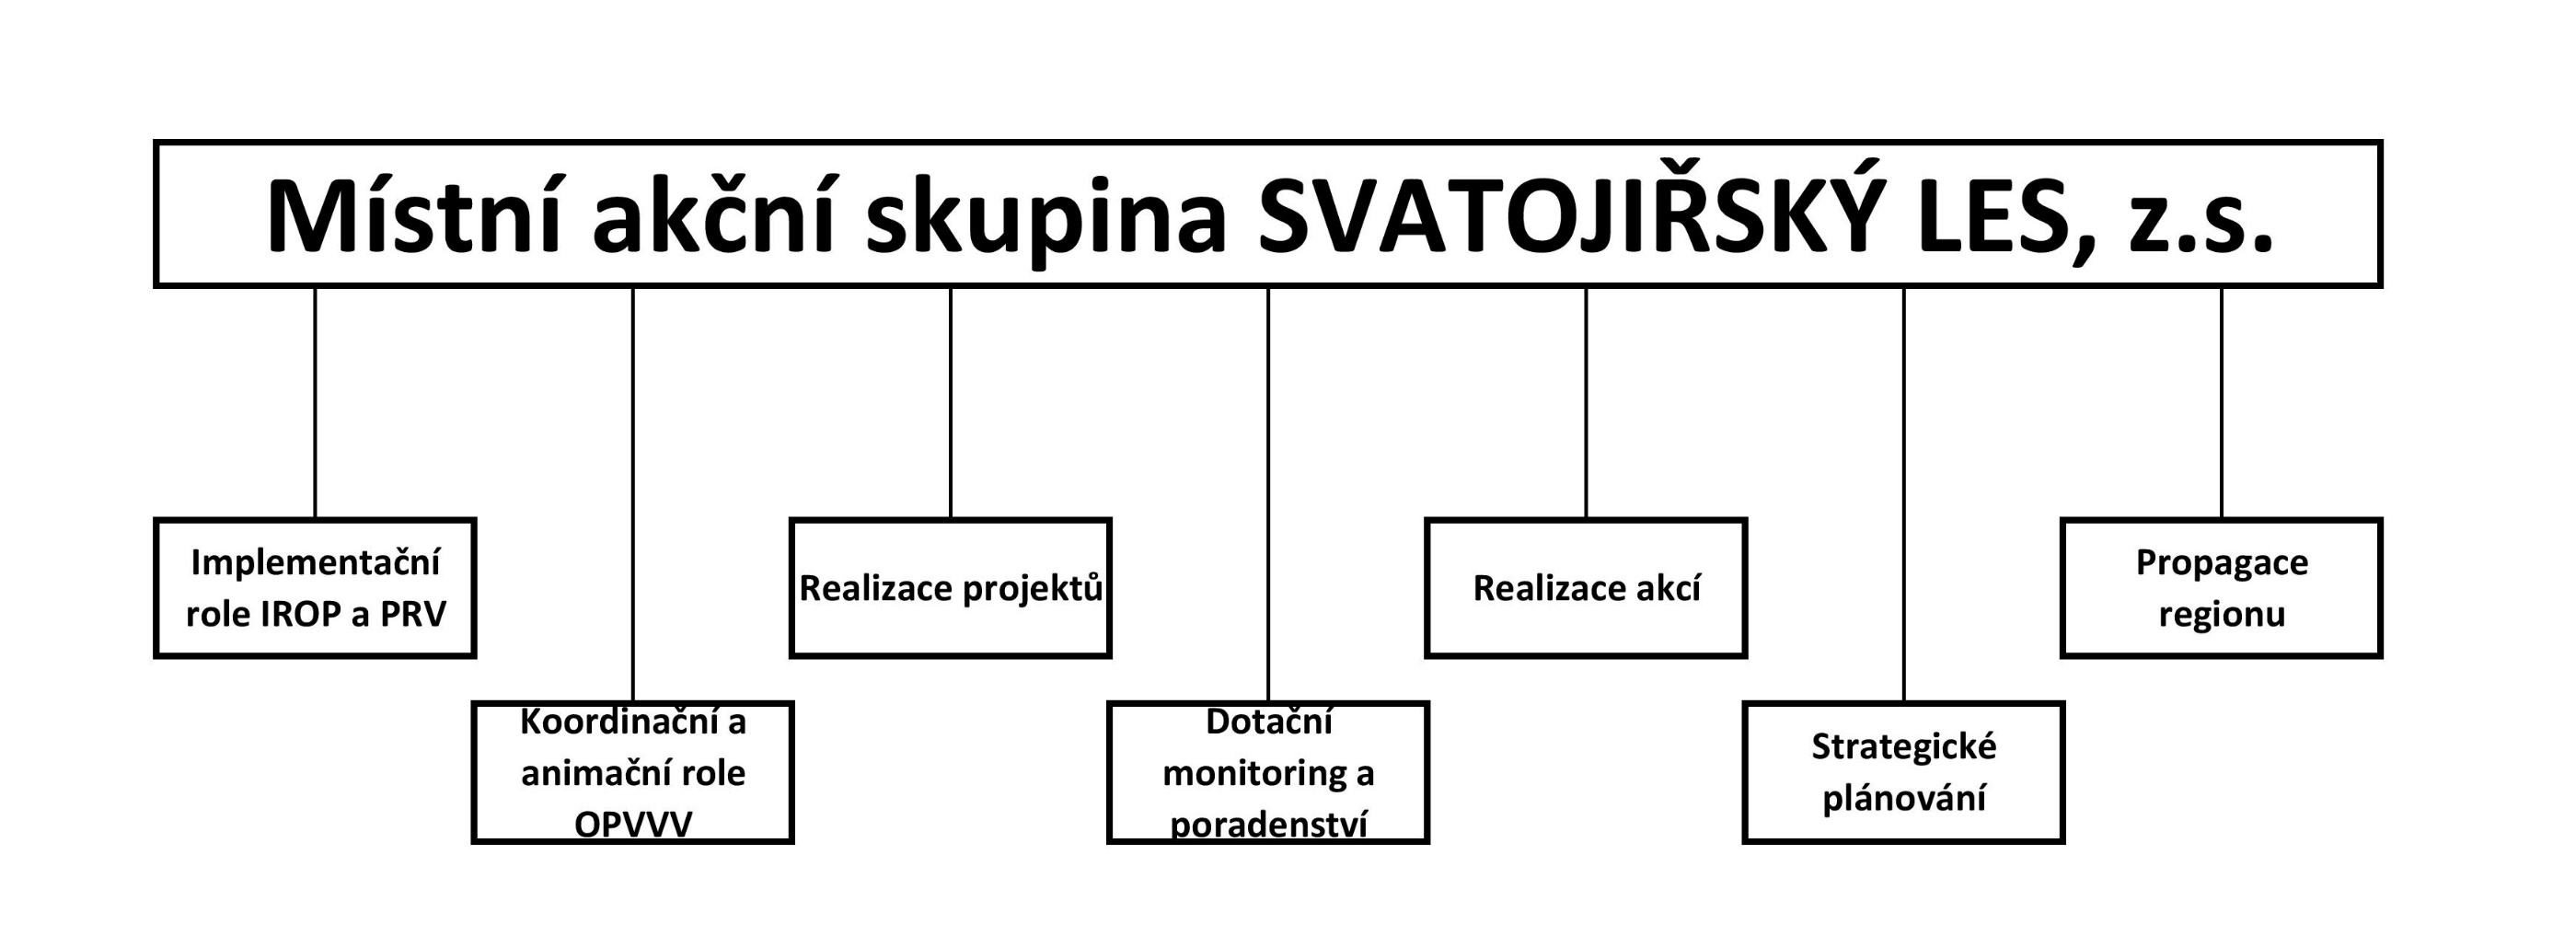 Místní akční skupina SVATOJIŘSKÝ LES, z.s.
Implementační
role IROP a PRV
Koordinační a
animační role
OPVVV
Realizace projektů
Dotační
monitoring a
poradenství
Realizace akcí
Strategické
plánování
Propagace
regionu